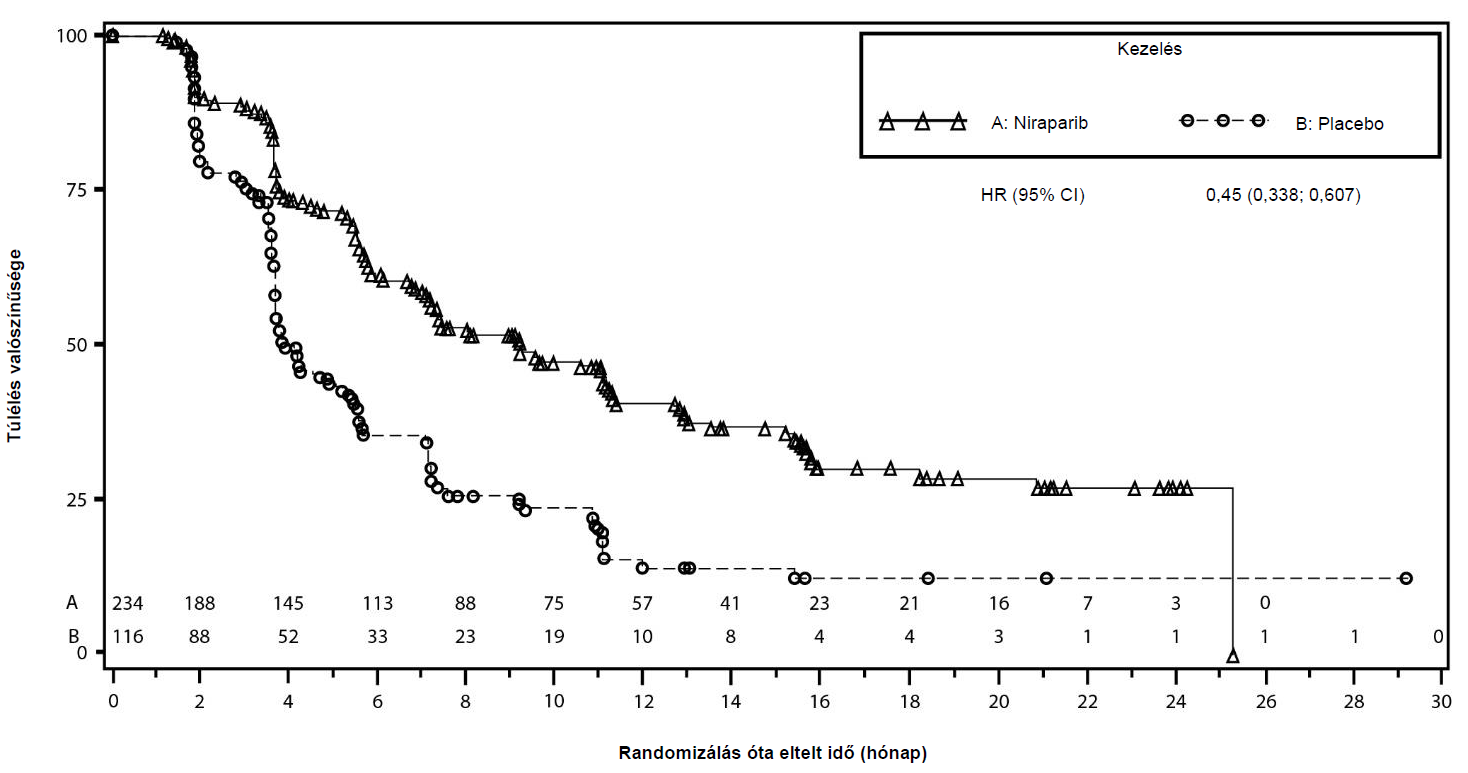 Kezelés
A: Niraparib
B: Placebo
HR (95% CI) 0,45 (0,338; 0,607)
Túlélés valószínűsége
100
75
50
25
0
A 234 188 145 113 88 75 57 41 23 21 16 7 3 0
B 116 88 52 33 23 19 10 8 4 4 3 1 1 1 1 0
0 2 4 6 8 10 12 14 16 18 20 22 24 26 28 30
Randomizálás óta eltelt idő (hónap)